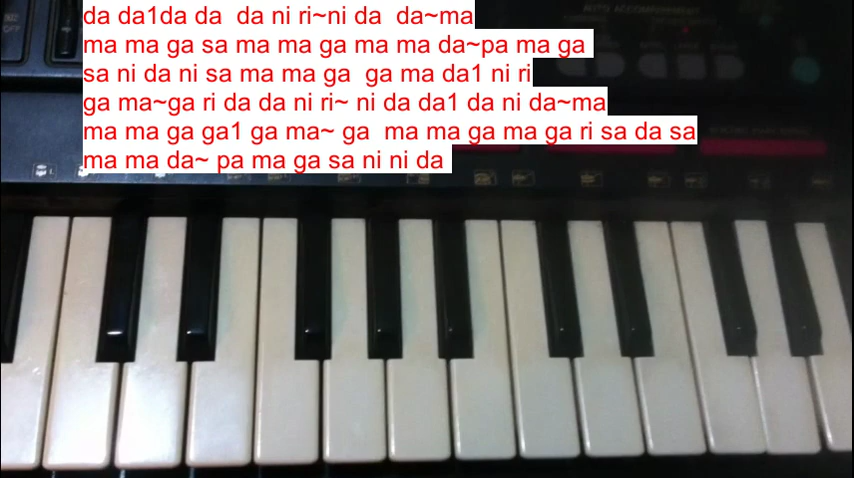 da da1da da  da ni ri~ni da  da~ma
ma ma ga sa ma ma ga ma ma da~pa ma ga
sa ni da ni sa ma ma ga  ga ma da1 ni ri
ga ma~ga ri da da ni ri~ ni da da1 da ni da~ma
ma ma ga ga1 ga ma~ ga  ma ma ga ma ga ri sa da sa
ma ma da~ pa ma ga sa ni ni da